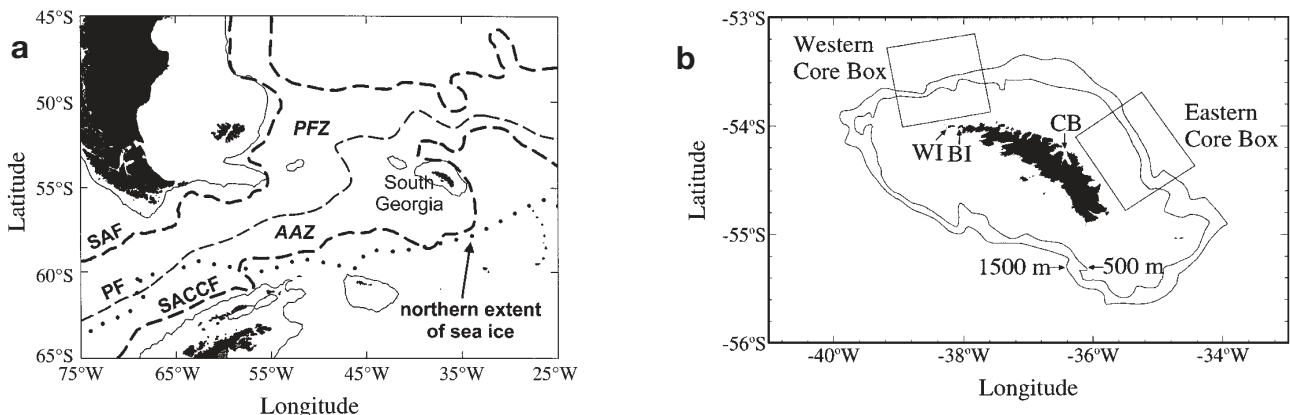 a
45°S
50°S
55°S
60°S
65°S
Latitude
75°W
65°W
55°W
45°W
35°W
25°W
Longitude
PFZ
South
Georgia
AAZ
SAF
PF
SACCF
northern extent
of sea ice
b
-53°S
-54°S
-55°S
-56°S
Latitude
-40°W
-38°W
-36°W
-34°W
Longitude
Western
Core Box
Eastern
Core Box
CB
WI
BI
1500 m
500 m